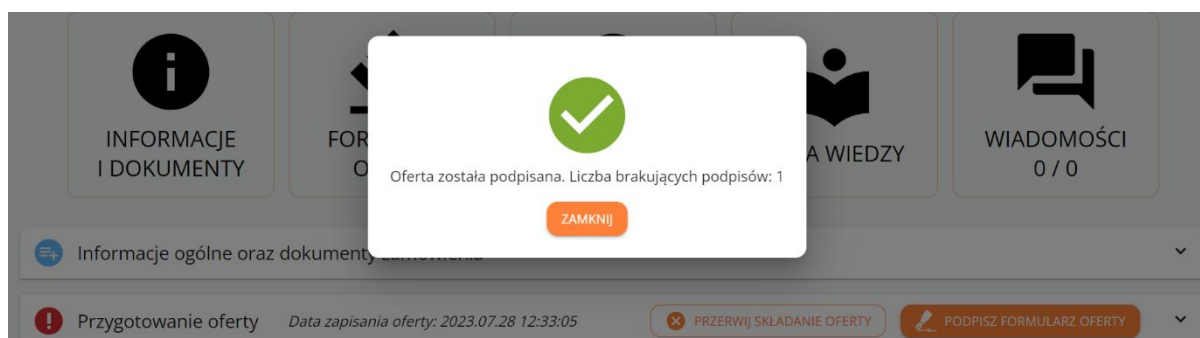 INFORMACJE
I DOKUMENTY
FOR
O
A WIEDZY
WIADOMOŚCI
0 / 0
Oferta została podpisana. Liczba brakujących podpisów: 1
ZAMKNIJ
Informacje ogólne oraz dokumenty zamówienia
Przygotowanie oferty Data zapisania oferty: 2023.07.28 12:33:05 PRZERWIJ SKŁADANIE OFERTY PODPISZ FORMULARZ OFERTY